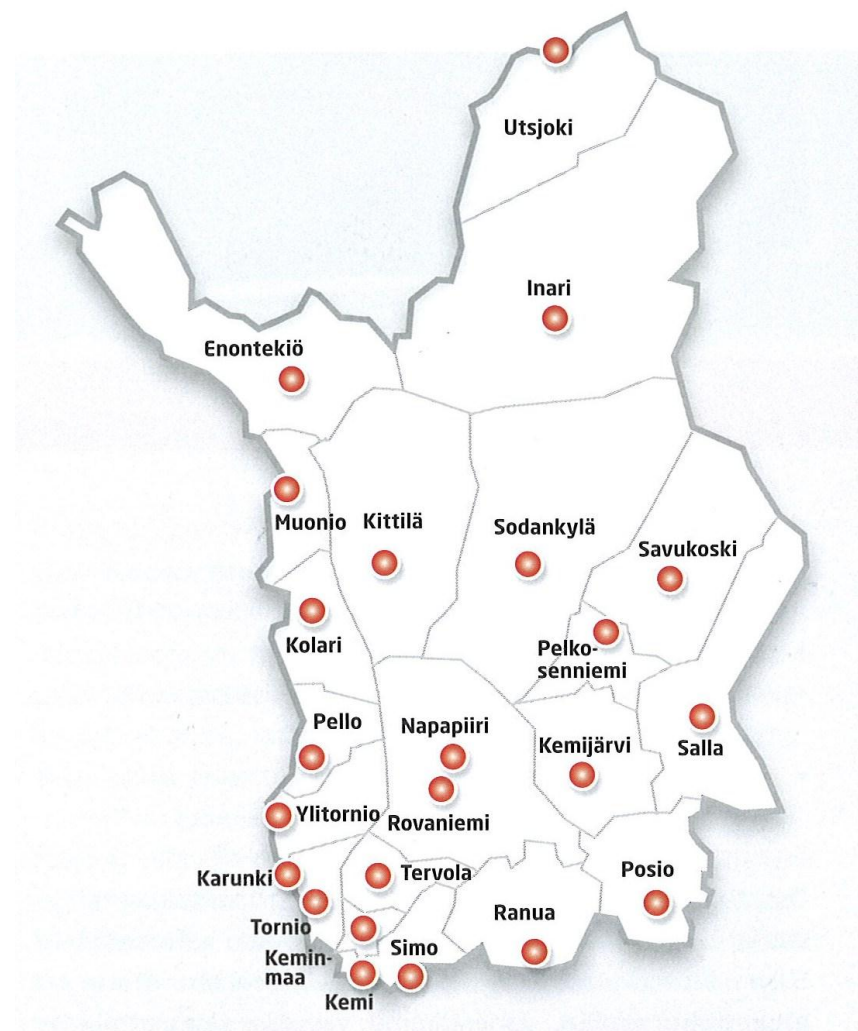 Utsjoki
Inari
Enontekiö
Muonio
Kittilä
Sodankylä
Savukoski
Kolari
Pelko-
senniemi
Pello
Napapiiri
Kemijärvi
Salla
Ylitornio
Rovaniemi
Karunki
Tervola
Posio
Tornio
Ranua
Kemin-
maa
Simo
Kemi